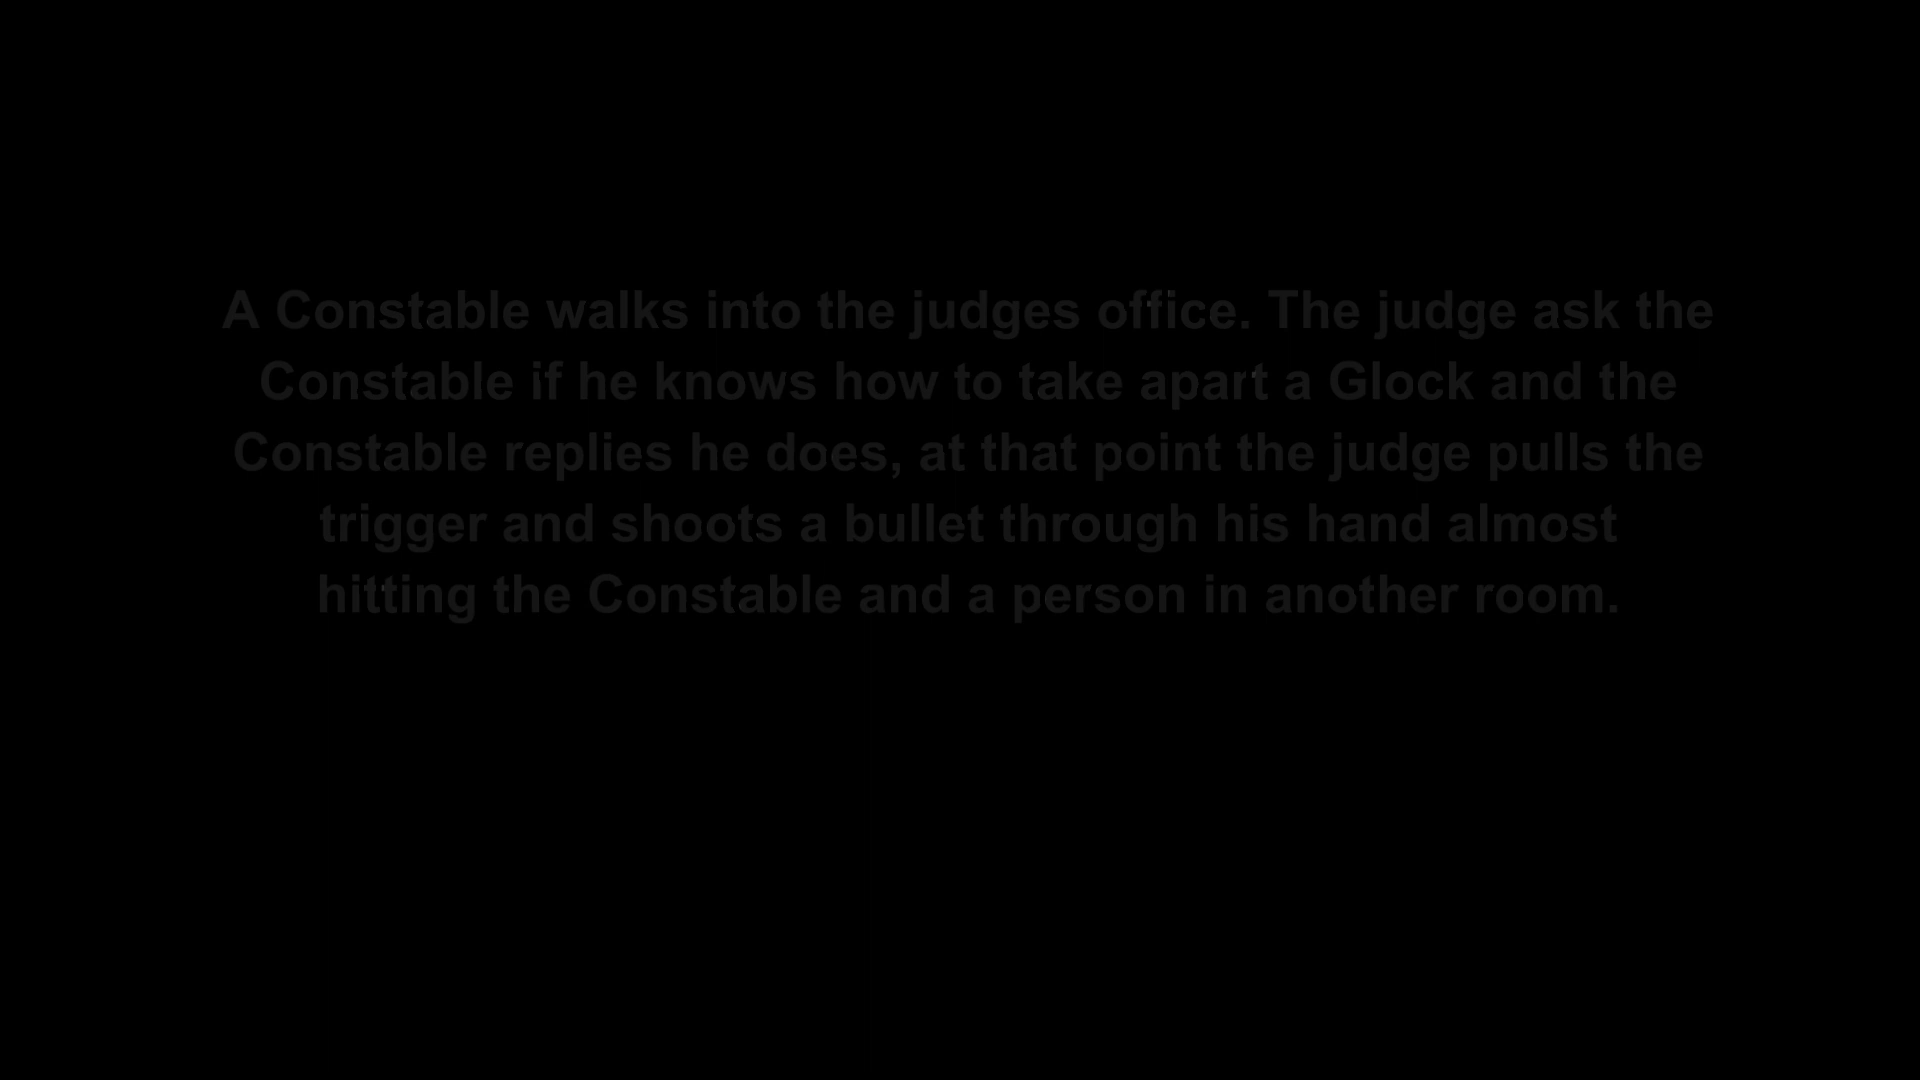 A Constable walks into the judges office. The judge ask the
Constable if he knows how to take apart a Glock and the
Constable replies he does, at that point the judge pulls the
trigger and shoots a bullet through his hand almost
hitting the Constable and a person in another room.